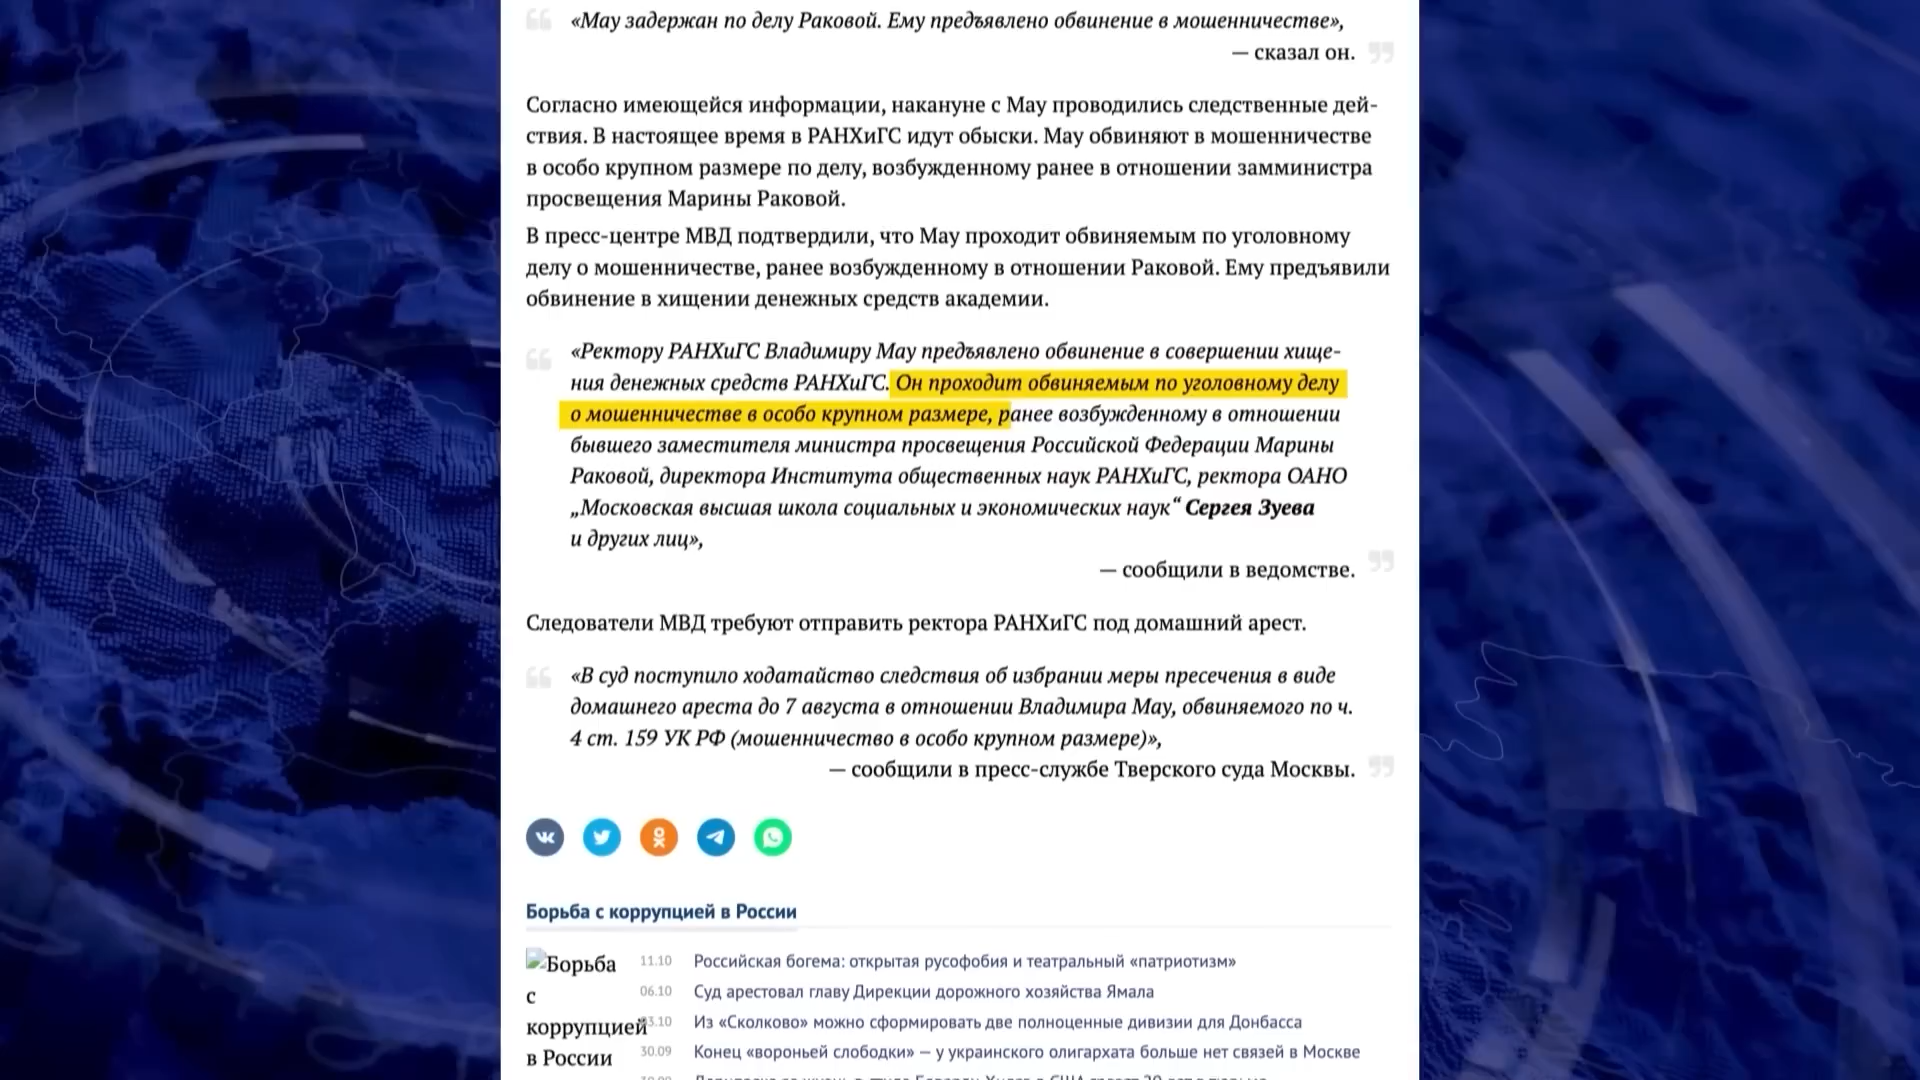 «Мау задержан по делу Раковой. Ему предъявлено обвинение в мошенничестве»,
— сказал он.
Согласно имеющейся информации, накануне с Мау проводились следственные дей-
ствия. В настоящее время в РАНХиГС идут обыски. Мау обвиняют в мошенничестве
в особо крупном размере по делу, возбужденному ранее в отношении замминистра
просвещения Марины Раковой.
В пресс-центре МВД подтвердили, что Мау проходит обвиняемым по уголовному
делу о мошенничестве, ранее возбужденному в отношении Раковой. Ему предъявили
обвинение в хищении денежных средств академии.
«Ректору РАНХиГС Владимиру Мау предъявлено обвинение в совершении хище-
ния денежных средств РАНХиГС. Он проходит обвиняемым по уголовному делу
о мошенничестве в особо крупном размере, ранее возбужденному в отношении
бывшего заместителя министра просвещения Российской Федерации Марины
Раковой, директора Института общественных наук РАНХиГС, ректора ОАНО
„Московская высшая школа социальных и экономических наук“ Сергея Зуева
и других лиц»,
— сообщили в ведомстве.
Следователи МВД требуют отправить ректора РАНХиГС под домашний арест.
«В суд поступило ходатайство следствия об избрании меры пресечения в виде
домашнего ареста до 7 августа в отношении Владимира Мау, обвиняемого по ч.
4 ст. 159 УК РФ (мошенничество в особо крупном размере)»,
— сообщили в пресс-службе Тверского суда Москвы.
Борьба с коррупцией в России
Борьба
с
коррупцией
в России
11.10 Российская богема: открытая русофобия и театральный «патриотизм»
06.10 Суд арестовал главу Дирекции дорожного хозяйства Ямала
03.10 Из «Сколково» можно сформировать две полноценные дивизии для Донбасса
30.09 Конец «вороньей слободки» — у украинского олигархата больше нет связей в Москве